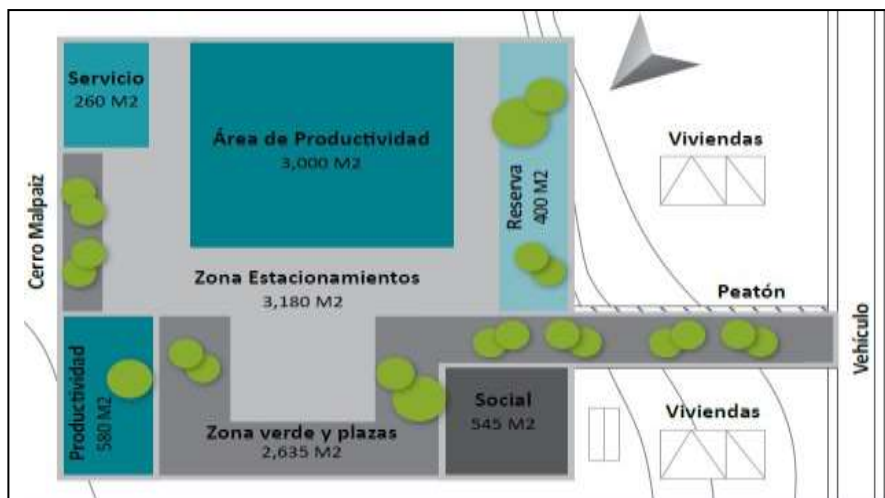 Servicio
260 M2
Área de Productividad
3,000 M2
Viviendas
Reserva
400 M2
Cerro Malpaiz
Zona Estacionamientos
3,180 M2
Peatón
Vehículo
Productividad
580 M2
Zona verde y plazas
2,635 M2
Social
545 M2
Viviendas